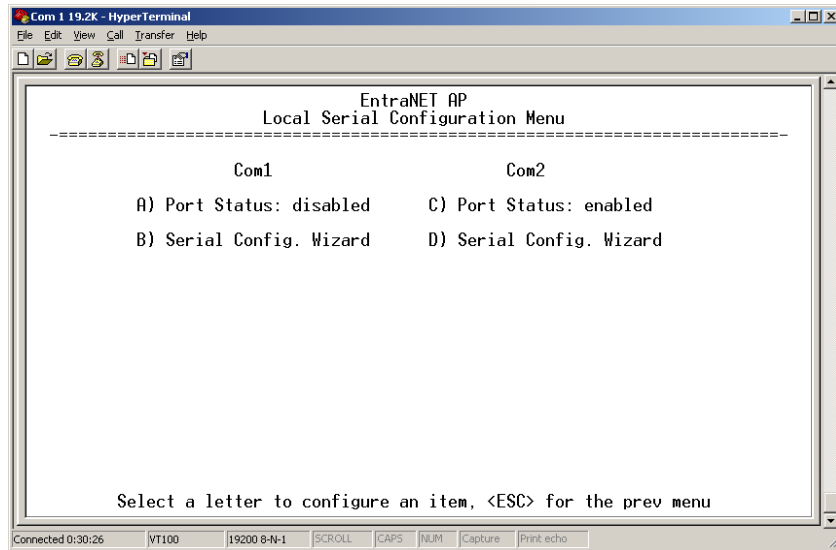 Com 1 19.2K - HyperTerminal
File Edit View Call Transfer Help
EntraNET AP
Local Serial Configuration Menu
-==========================================================================-
Com1 Com2
A) Port Status: disabled C) Port Status: enabled
B) Serial Config. Wizard D) Serial Config. Wizard
Select a letter to configure an item, <ESC> for the prev menu
Connected 0:30:26 VT100 19200 8-N-1 SCROLL CAPS NUM Capture Print echo